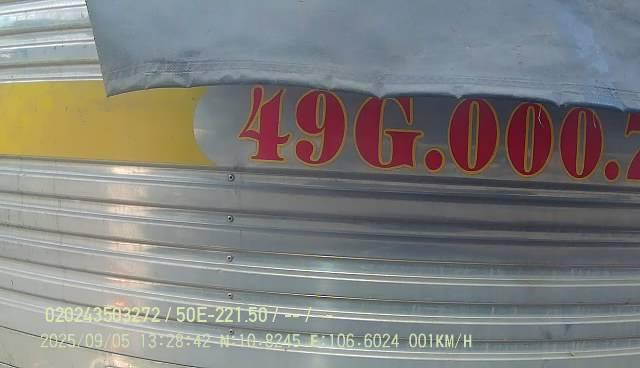 49G.000.
020243503272 / 50E-221.50 / -- / --
2025/09/05 13:28:42 N:10.8245 E:106.6024 001KM/H